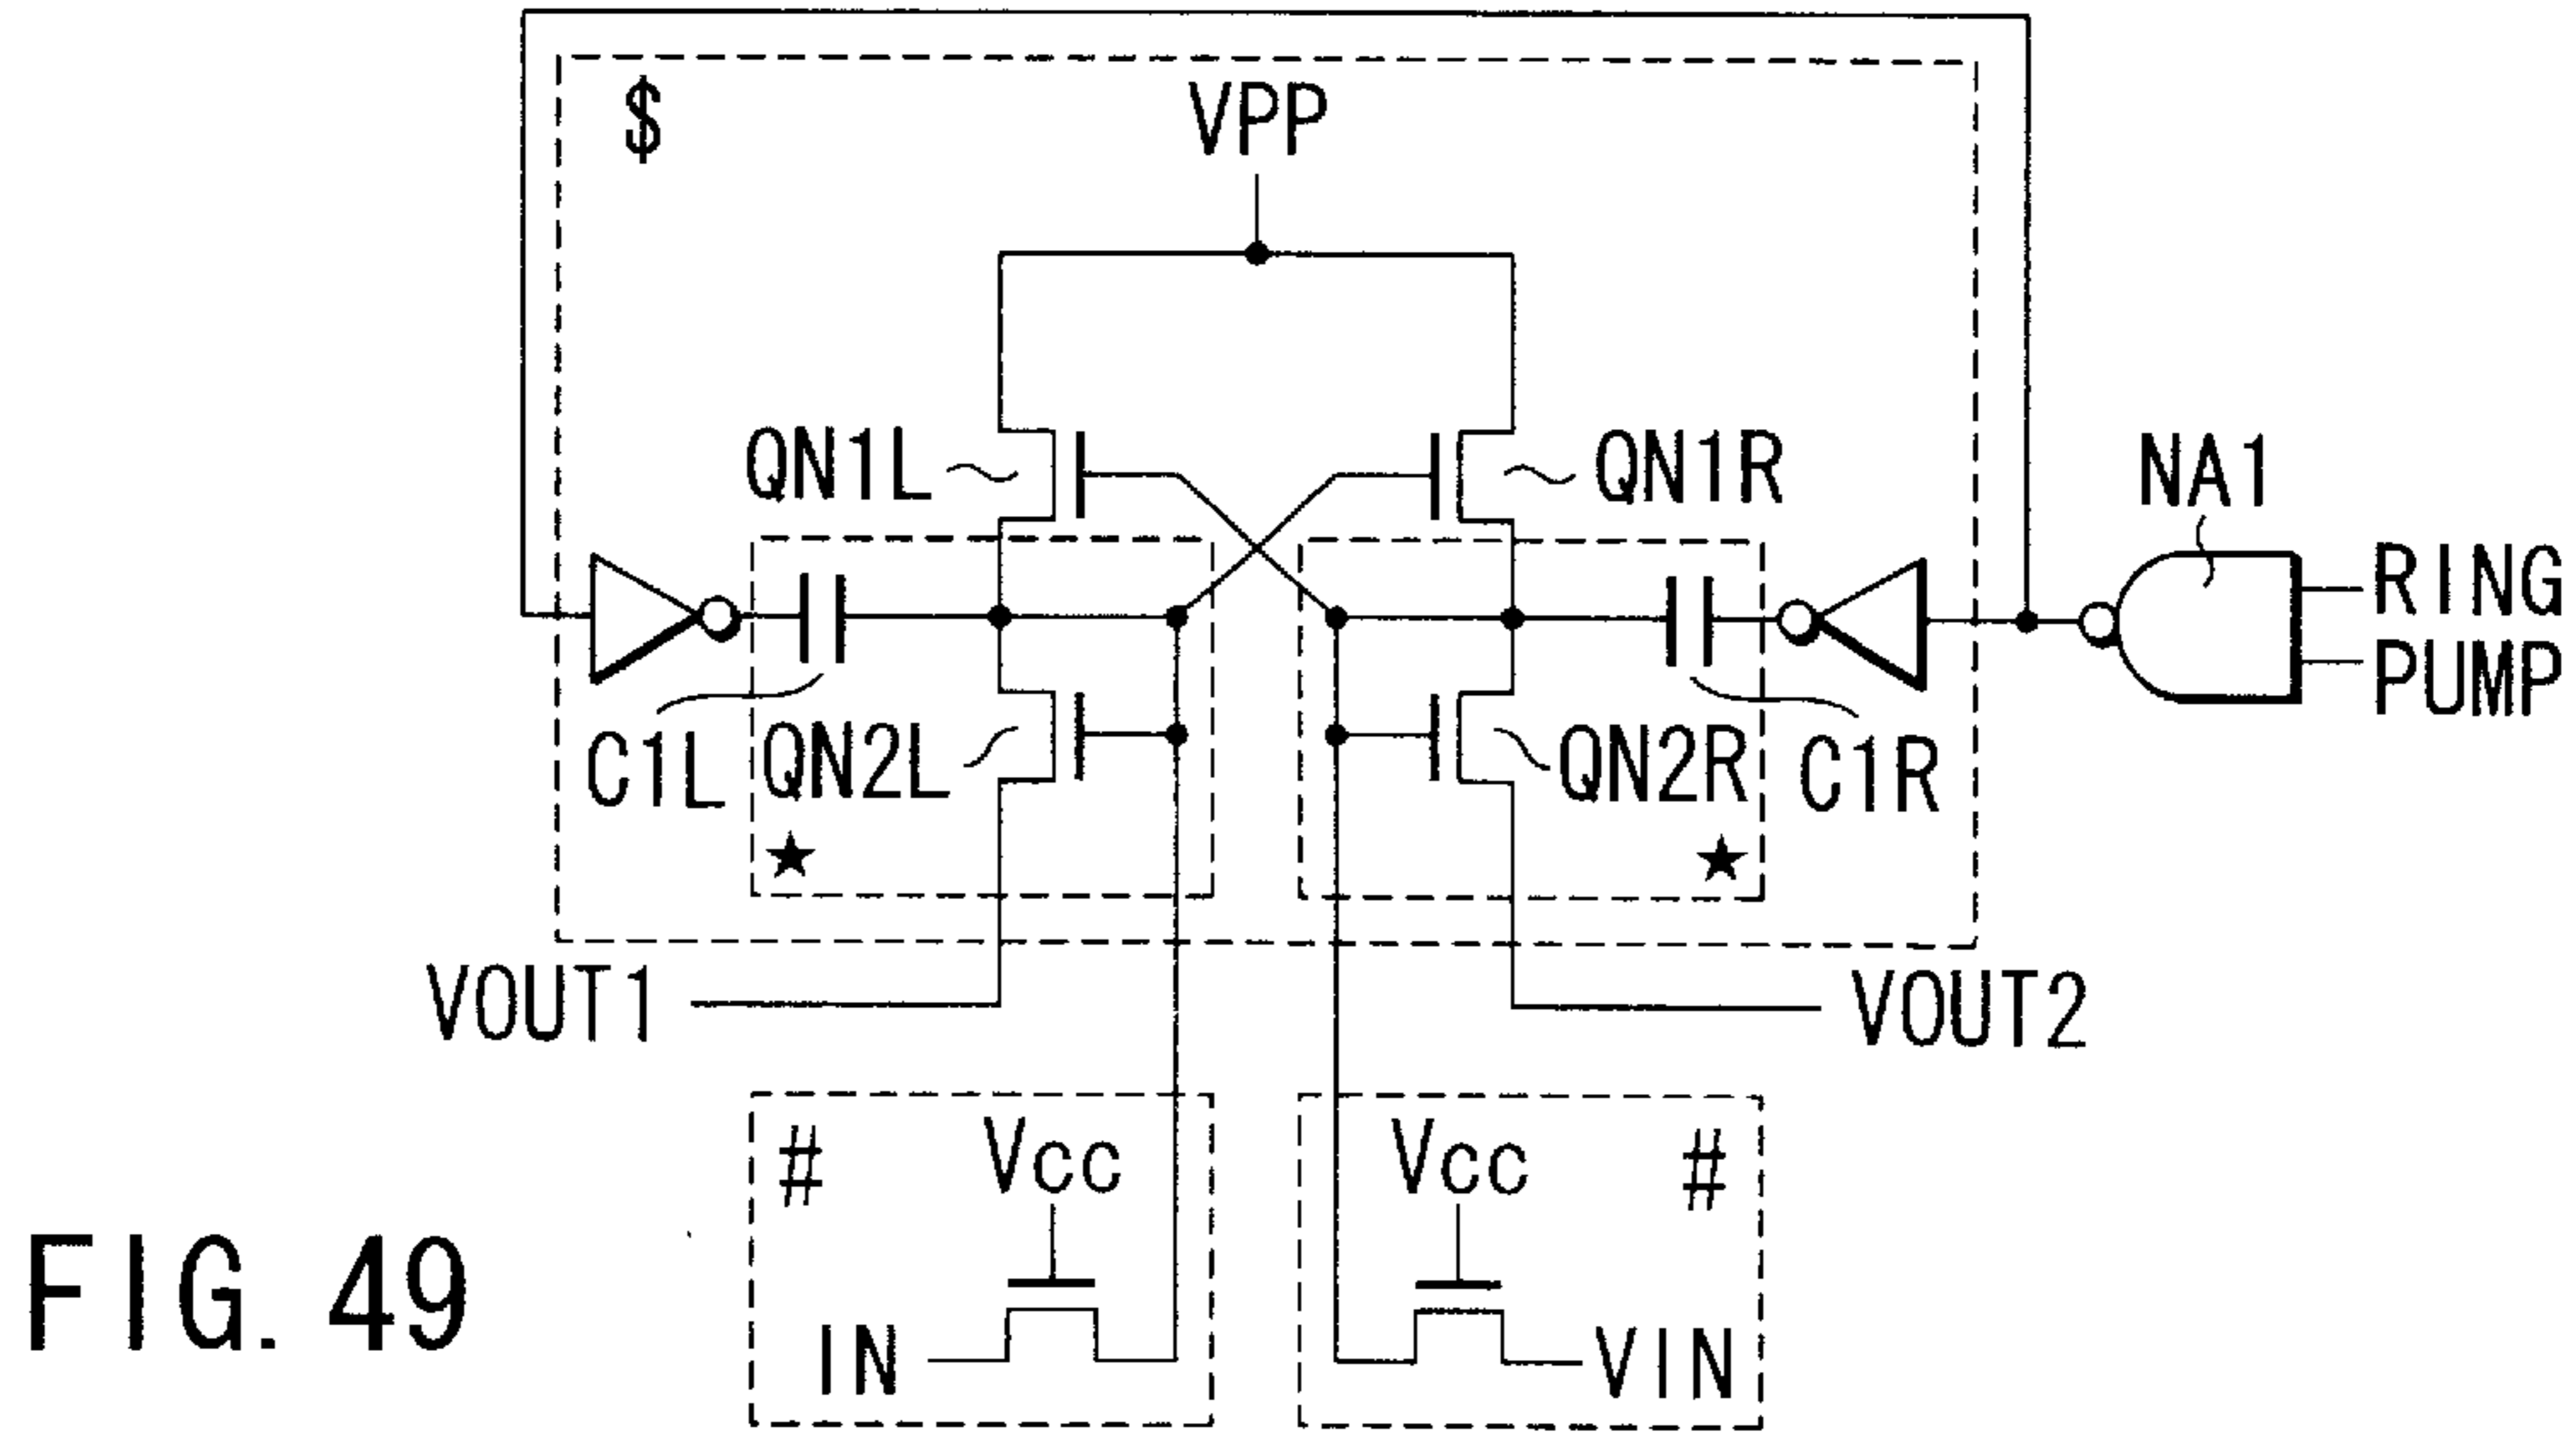 $
VPP
QN1L
QN1R
NA1
RING
PUMP
C1L
QN2L
QN2R
C1R
★
★
VOUT1
VOUT2
#
Vcc
Vcc
#
IN
VIN
FIG. 49